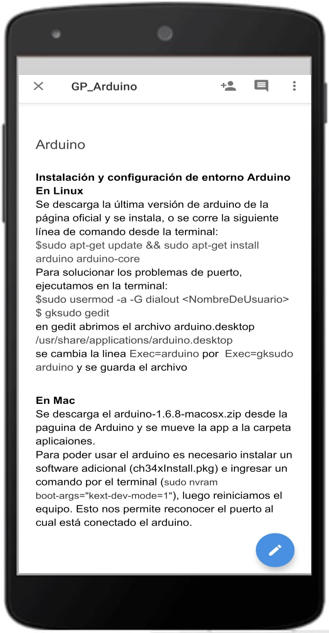 GP_Arduino
Arduino
Instalación y configuración de entorno Arduino
En Linux
Se descarga la última versión de arduino de la
página oficial y se instala, o se corre la siguiente
línea de comando desde la terminal:
$sudo apt-get update && sudo apt-get install
arduino arduino-core
Para solucionar los problemas de puerto,
ejecutamos en la terminal:
$sudo usermod -a -G dialout <NombreDeUsuario>
$ gksudo gedit
en gedit abrimos el archivo arduino.desktop
/usr/share/applications/arduino.desktop
se cambia la linea Exec=arduino por  Exec=gksudo
arduino y se guarda el archivo
En Mac
Se descarga el arduino-1.6.8-macosx.zip desde la
paguina de Arduino y se mueve la app a la carpeta
aplicaiones.
Para poder usar el arduino es necesario instalar un
software adicional (ch34xInstall.pkg) e ingresar un
comando por el terminal (sudo nvram
boot-args="kext-dev-mode=1"), luego reiniciamos el
equipo. Esto nos permite reconocer el puerto al
cual está conectado el arduino.